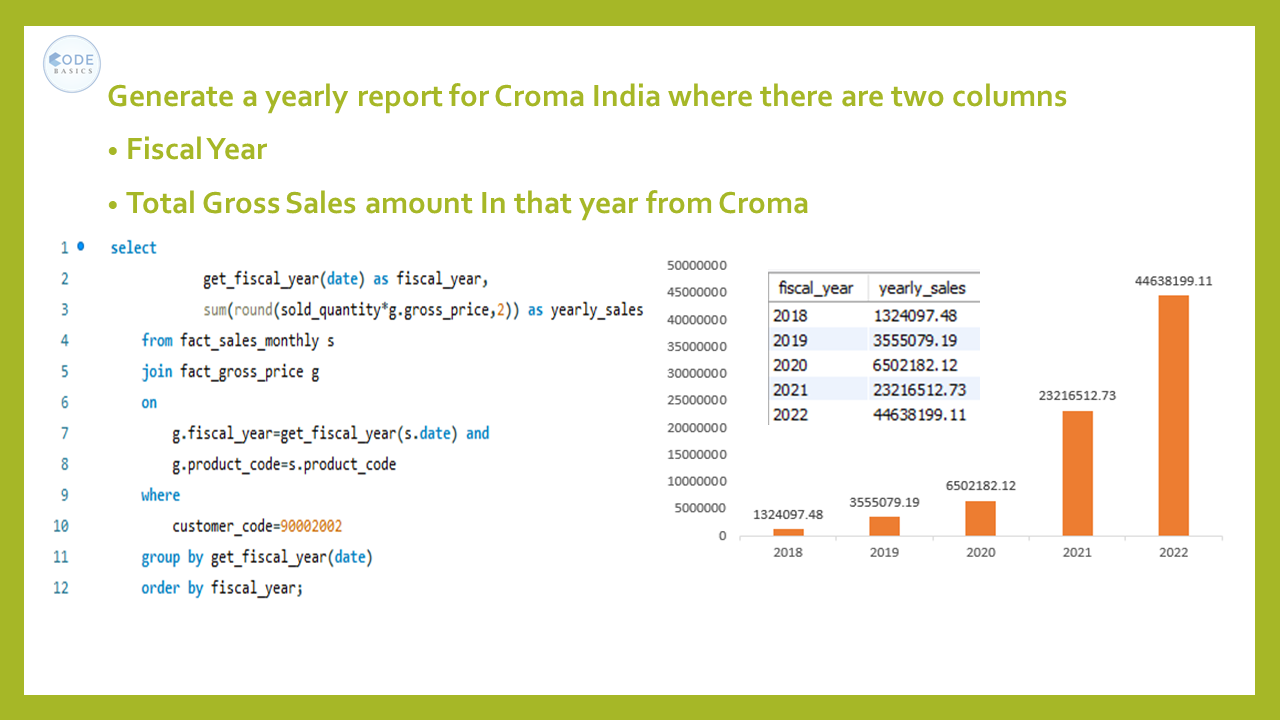 CODE
BASICS
Generate a yearly report for Croma India where there are two columns
• Fiscal Year
• Total Gross Sales amount In that year from Croma
1 select
2 get_fiscal_year(date) as fiscal_year,
3 sum(round(sold_quantity*g.gross_price,2)) as yearly_sales
4 from fact_sales_monthly s
5 join fact_gross_price g
6 on
7 g.fiscal_year=get_fiscal_year(s.date) and
8 g.product_code=s.product_code
9 where
10 customer_code=90002002
11 group by get_fiscal_year(date)
12 order by fiscal_year;
50000000
45000000
40000000
35000000
30000000
25000000
20000000
15000000
10000000
5000000
0
fiscal_year yearly_sales
2018 1324097.48
2019 3555079.19
2020 6502182.12
2021 23216512.73
2022 44638199.11
1324097.48
3555079.19
6502182.12
23216512.73
44638199.11
2018 2019 2020 2021 2022